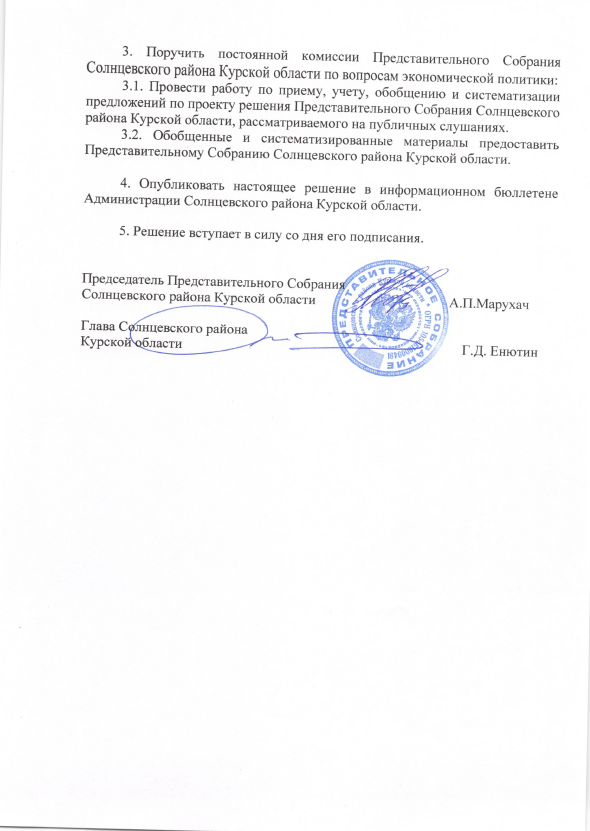 3. Поручить постоянной комиссии Представительного Собрания
Солнцевского района Курской области по вопросам экономической политики:
3.1. Провести работу по приему, учету, обобщению и систематизации
предложений по проекту решения Представительного Собрания Солнцевского
района Курской области, рассматриваемого на публичных слушаниях.
3.2. Обобщенные и систематизированные материалы предоставить
Представительному Собранию Солнцевского района Курской области.
4. Опубликовать настоящее решение в информационном бюллетене
Администрации Солнцевского района Курской области.
5. Решение вступает в силу со дня его подписания.
Председатель Представительного Собрания
Солнцевского района Курской области
А.П.Марухач
Глава Солнцевского района
Курской области
Г.Д. Енютин
ПРЕДСТАВИТЕЛЬНОЕ СОБРАНИЕ